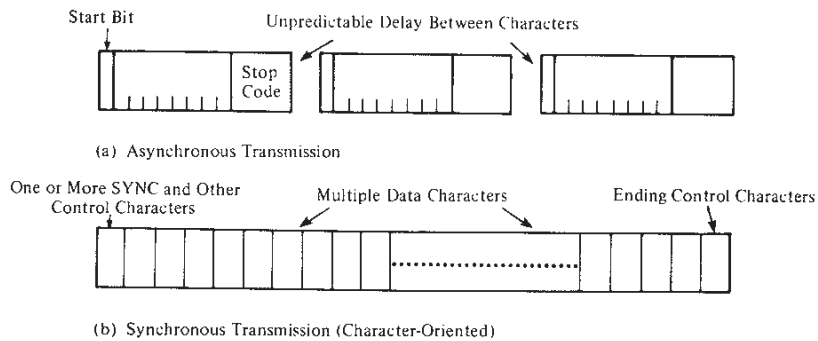 Start Bit
Unpredictable Delay Between Characters
Stop
Code
(a) Asynchronous Transmission
One or More SYNC and Other
Control Characters
Multiple Data Characters
Ending Control Characters
(b) Synchronous Transmission (Character-Oriented)